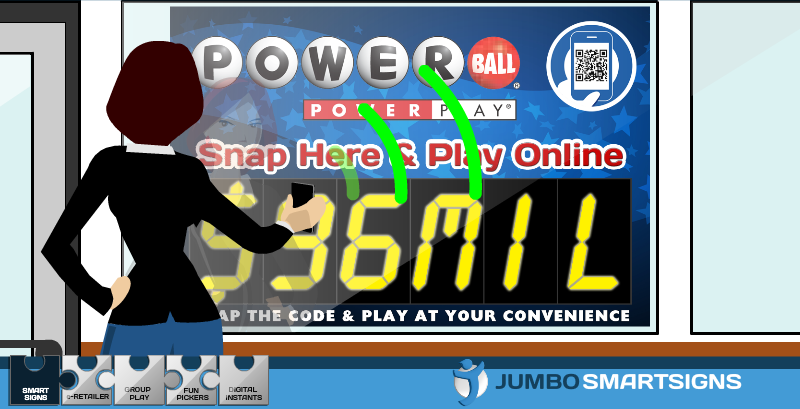 POWERBALL®
POWER PLAY®
Snap Here & Play Online
$36MIL
AP THE CODE & PLAY AT YOUR CONVENIENCE
SMART
SIGNS
RETAILER
GROUP
PLAY
FUN
PICKERS
DIGITAL
INSTANTS
JUMBO SMARTSIGNS